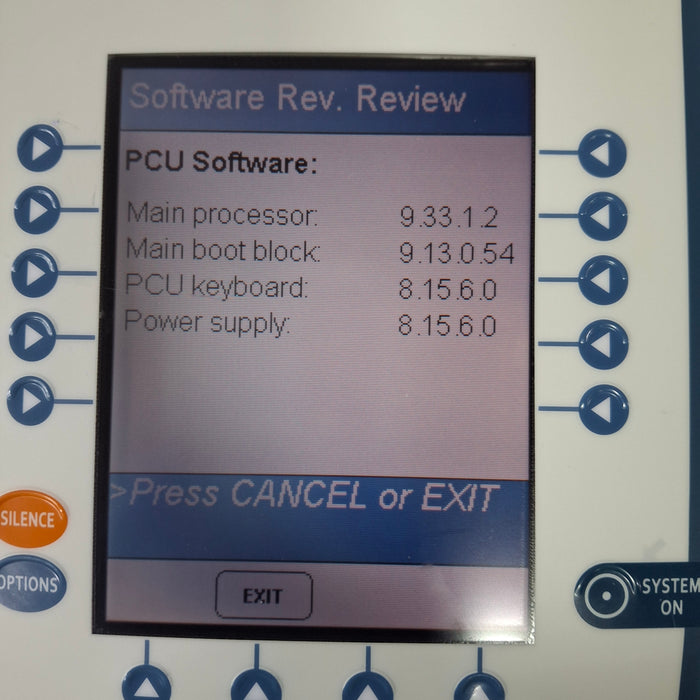 Software Rev. Review
PCU Software:
Main processor: 9.33.1.2
Main boot block: 9.13.0.54
PCU keyboard: 8.15.6.0
Power supply: 8.15.6.0
>Press CANCEL or EXIT
SILENCE
OPTIONS
EXIT
SYSTEM
ON